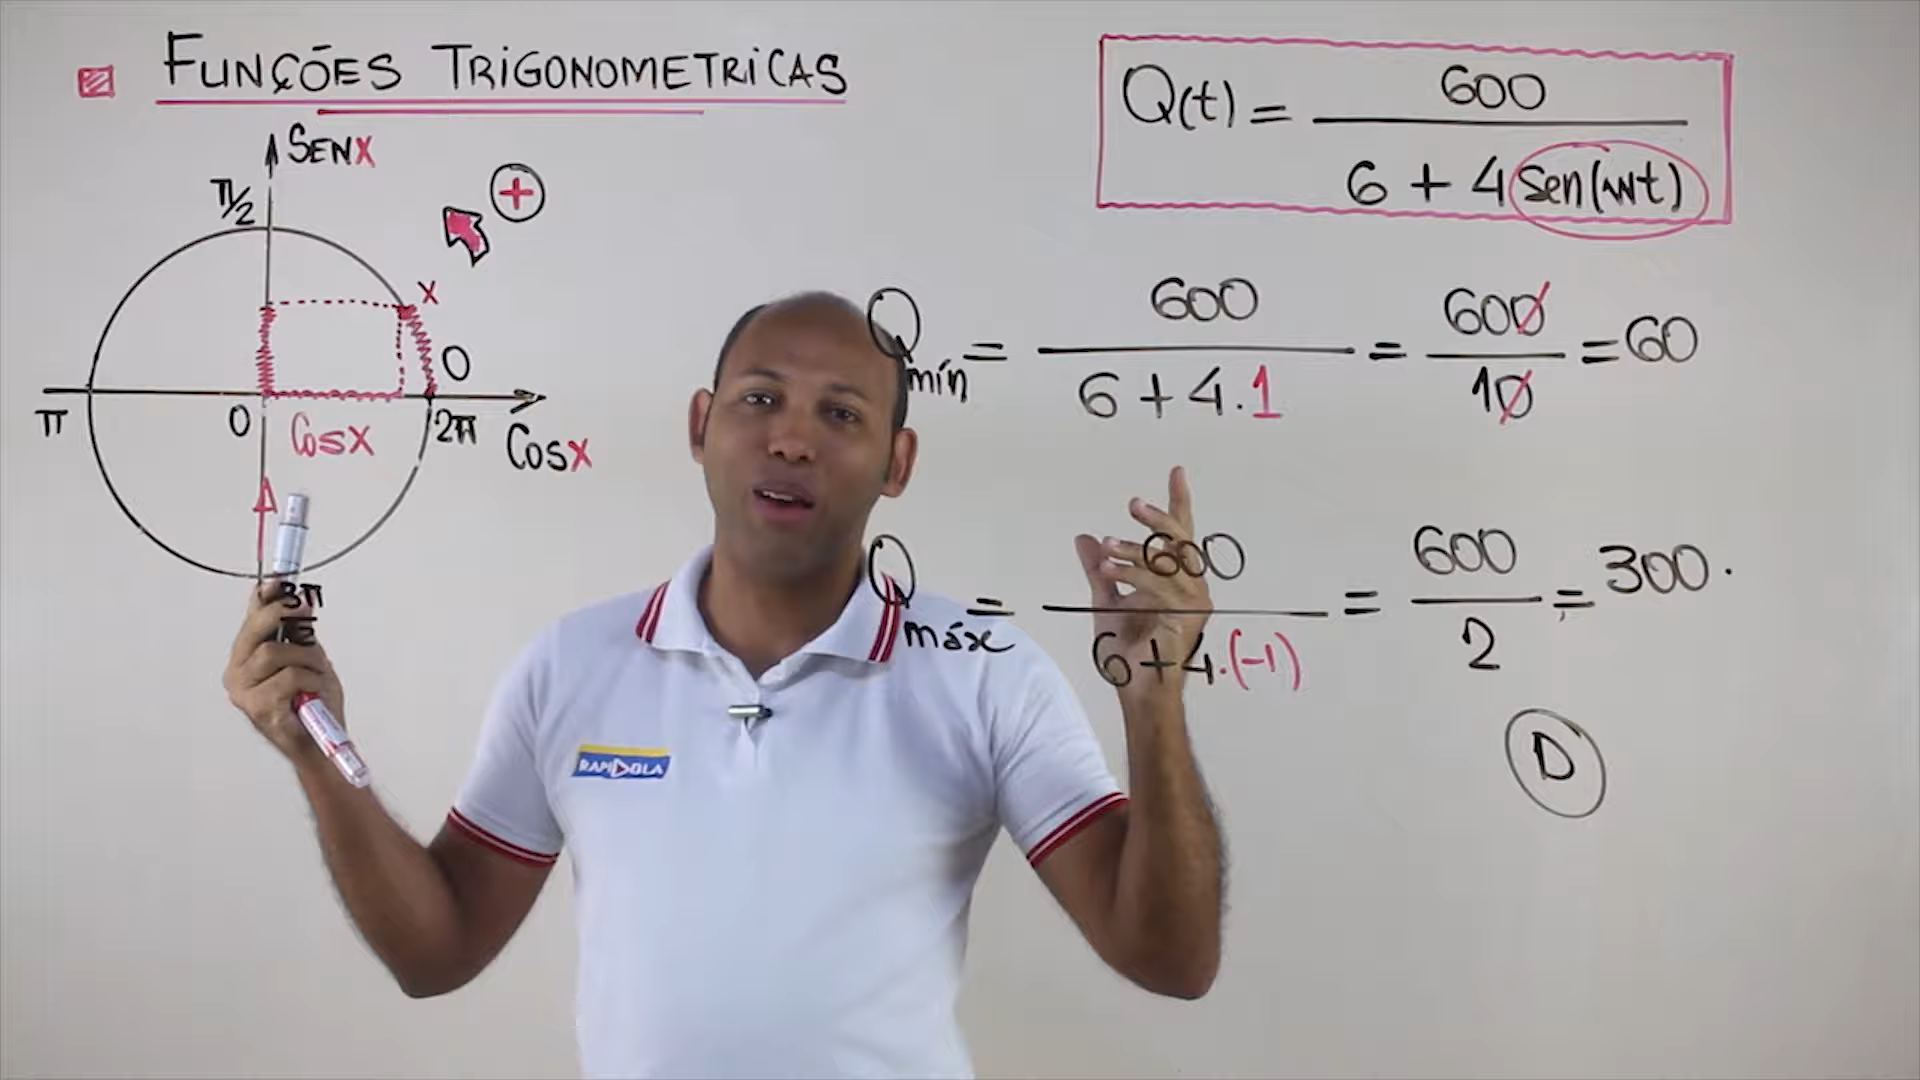 FUNÇÕES TRIGONOMETRICAS
SENX
π/2
+
X
0
π
0
COSX
2π
COSX
3π
2
Q(t) = 600 / 6 + 4 Sen(wt)
Q mín = 600 / 6 + 4.1 = 600 / 10 = 60
Q máx = 600 / 6+4.(-1) = 600 / 2 = 300.
D
RAPIDOLA